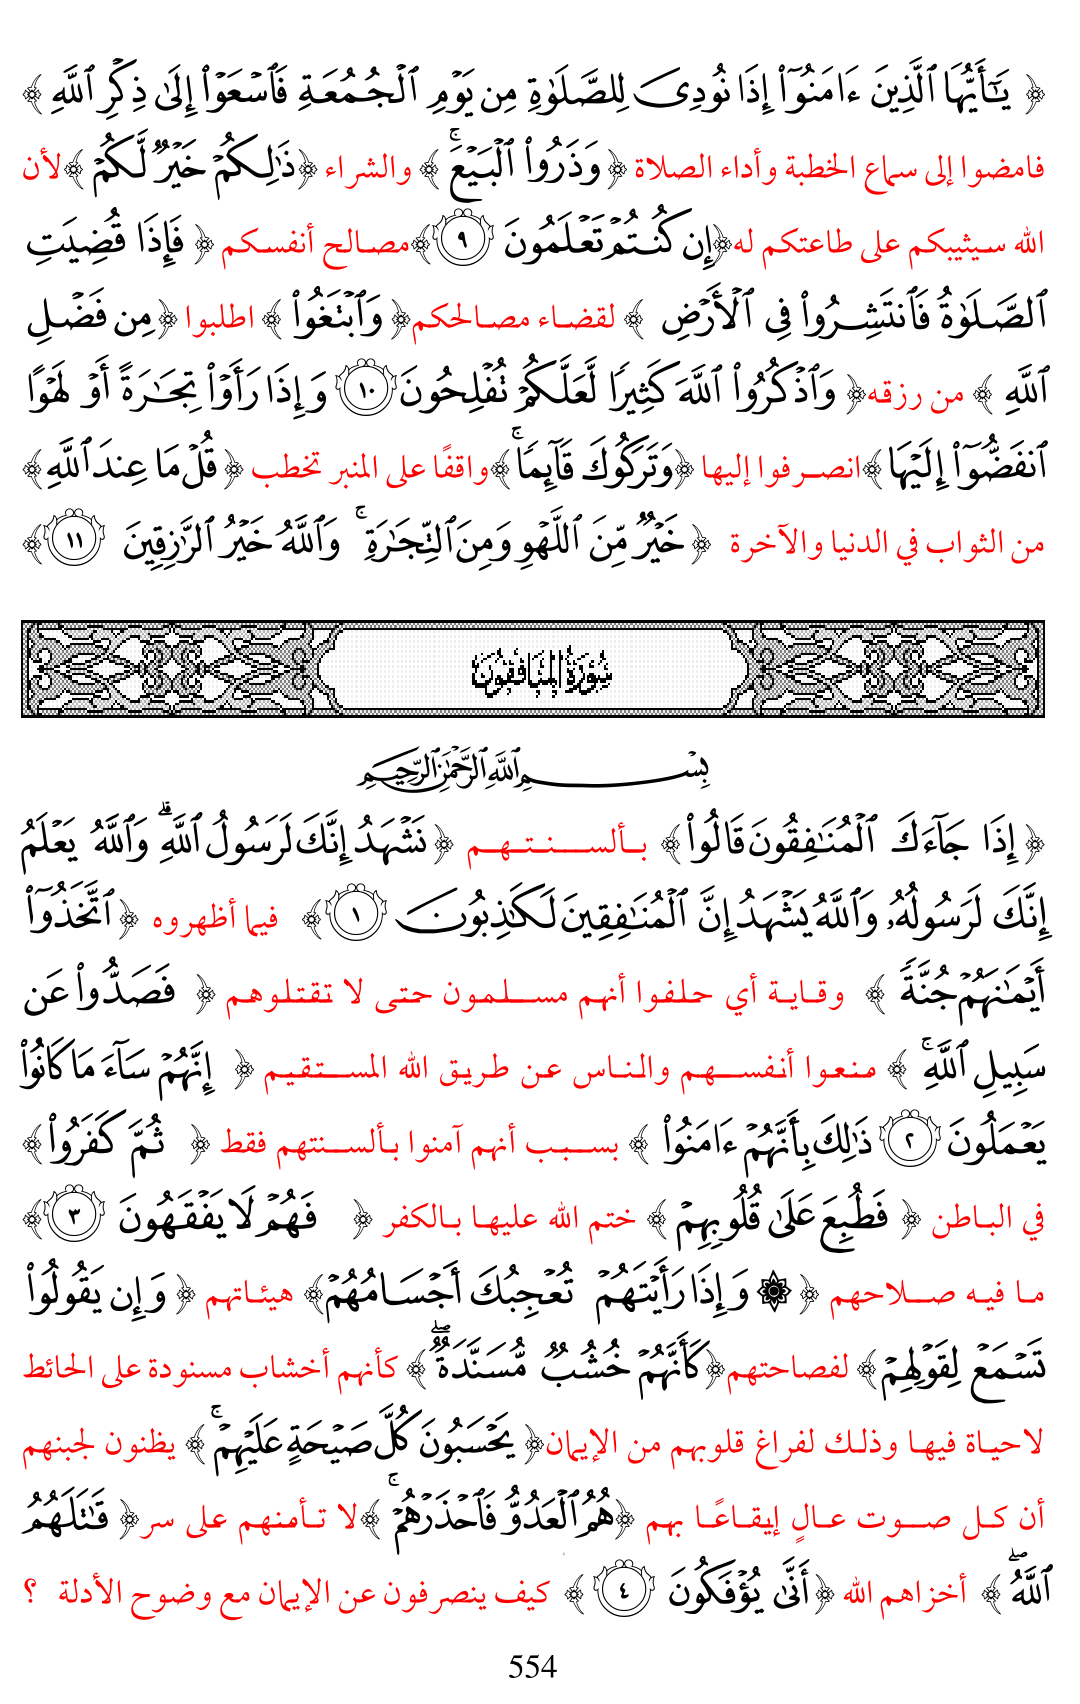 ﴿ يَـٰٓأَيُّهَا ٱلَّذِينَ ءَامَنُوٓا۟ إِذَا نُودِىَ لِلصَّلَوٰةِ مِن يَوْمِ ٱلْجُمُعَةِ فَٱسْعَوْا۟ إِلَىٰ ذِكْرِ ٱللَّهِ ﴾
فامضوا إلى سماع الخطبة وأداء الصلاة ﴿ وَذَرُوا۟ ٱلْبَيْعَ ۚ ﴾ والشراء ﴿ذَٰلِكُمْ خَيْرٌ لَّكُمْ ﴾ لأن
الله سيثيبكم على طاعتكم له ﴿إِن كُنتُمْ تَعْلَمُونَ ٩ ﴾ مصالح أنفسكم ﴿ فَإِذَا قُضِيَتِ
ٱلصَّلَوٰةُ فَٱنتَشِرُوا۟ فِى ٱلْأَرْضِ ﴾ لقضاء مصالحكم ﴿ وَٱبْتَغُوا۟ ﴾ اطلبوا ﴿ مِن فَضْلِ
ٱللَّهِ ﴾ من رزقه ﴿ وَٱذْكُرُوا۟ ٱللَّهَ كَثِيرًا لَّعَلَّكُمْ تُفْلِحُونَ ١٠ وَإِذَا رَأَوْا۟ تِجَـٰرَةً أَوْ لَهْوًا
ٱنفَضُّوٓا۟ إِلَيْهَا ﴾ انصرفوا إليها ﴿وَتَرَكُوكَ قَآئِمًا ۚ ﴾ واقفًا على المنبر تخطب ﴿ قُلْ مَا عِندَ ٱللَّهِ ﴾
من الثواب في الدنيا والآخرة ﴿ خَيْرٌ مِّنَ ٱللَّهْوِ وَمِنَ ٱلتِّجَـٰرَةِ ۚ وَٱللَّهُ خَيْرُ ٱلرَّٰزِقِينَ ١١ ﴾
سُورَةُ المُنَافِقُونَ
بِسْمِ ٱللَّهِ ٱلرَّحْمَـٰنِ ٱلرَّحِيمِ
﴿ إِذَا جَآءَكَ ٱلْمُنَـٰفِقُونَ قَالُوا۟ ﴾ بألسنتهم ﴿ نَشْهَدُ إِنَّكَ لَرَسُولُ ٱللَّهِ ۗ وَٱللَّهُ يَعْلَمُ
إِنَّكَ لَرَسُولُهُۥ وَٱللَّهُ يَشْهَدُ إِنَّ ٱلْمُنَـٰفِقِينَ لَكَـٰذِبُونَ ١ ﴾ فيما أظهروه ﴿ ٱتَّخَذُوٓا۟
أَيْمَـٰنَهُمْ جُنَّةً ﴾ وقاية أي حلفوا أنهم مسلمون حتى لا تقتلوهم ﴿ فَصَدُّوا۟ عَن
سَبِيلِ ٱللَّهِ ۚ ﴾ منعوا أنفسهم والناس عن طريق الله المستقيم ﴿ إِنَّهُمْ سَآءَ مَا كَانُوا۟
يَعْمَلُونَ ٢ ذَٰلِكَ بِأَنَّهُمْ ءَامَنُوا۟ ﴾ بسبب أنهم آمنوا بألسنتهم فقط ﴿ ثُمَّ كَفَرُوا۟ ﴾
في الباطن ﴿ فَطُبِعَ عَلَىٰ قُلُوبِهِمْ ﴾ ختم الله عليها بالكفر ﴿ فَهُمْ لَا يَفْقَهُونَ ٣ ﴾
ما فيه صلاحهم ﴿ ۞ وَإِذَا رَأَيْتَهُمْ تُعْجِبُكَ أَجْسَامُهُمْ ﴾ هيئاتهم ﴿ وَإِن يَقُولُوا۟
تَسْمَعْ لِقَوْلِهِمْ ﴾ لفصاحتهم ﴿كَأَنَّهُمْ خُشُبٌ مُّسَنَّدَةٌ ۖ ﴾ كأنهم أخشاب مسنودة على الحائط
لاحياة فيها وذلك لفراغ قلوبهم من الإيمان ﴿ يَحْسَبُونَ كُلَّ صَيْحَةٍ عَلَيْهِمْ ۚ ﴾ يظنون لجبنهم
أن كل صوت عالٍ إيقاعًا بهم ﴿هُمُ ٱلْعَدُوُّ فَٱحْذَرْهُمْ ۚ ﴾ لا تأمنهم على سر ﴿ قَـٰتَلَهُمُ
ٱللَّهُ ۖ ﴾ أخزاهم الله ﴿ أَنَّىٰ يُؤْفَكُونَ ٤ ﴾ كيف ينصرفون عن الإيمان مع وضوح الأدلة ؟
554